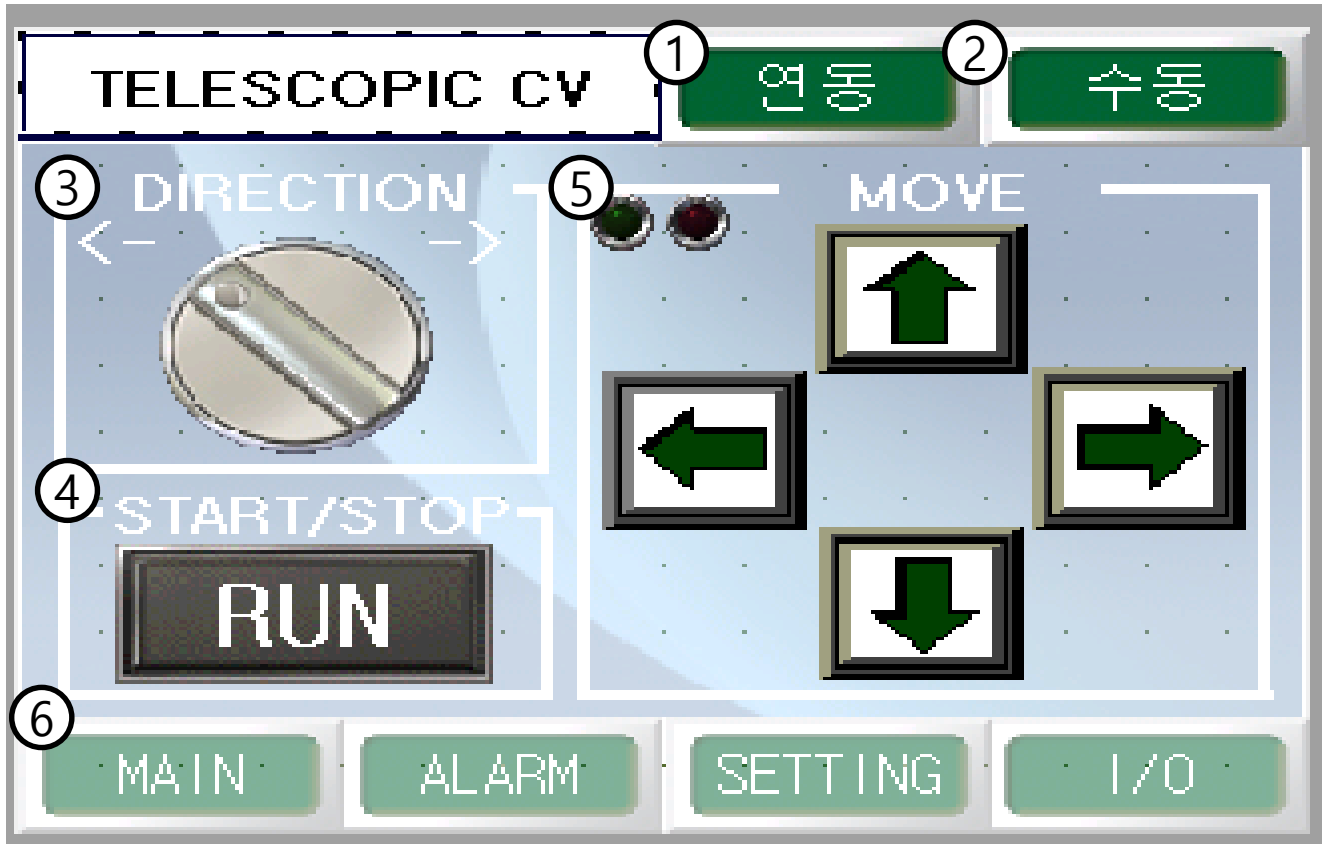 TELESCOPIC CV
① 연동
② 수동
③ DIRECTION
<- ->
④ START/STOP
RUN
⑤ MOVE
⑥ MAIN ALARM SETTING I/O